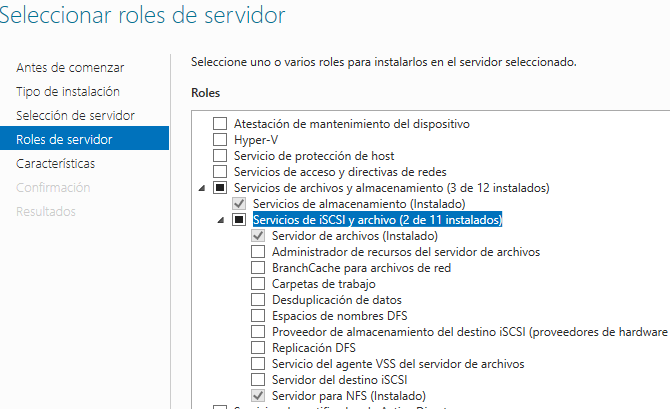 Seleccionar roles de servidor
Antes de comenzar
Tipo de instalación
Selección de servidor
Roles de servidor
Características
Confirmación
Resultados
Seleccione uno o varios roles para instalarlos en el servidor seleccionado.
Roles
Atestación de mantenimiento del dispositivo
Hyper-V
Servicio de protección de host
Servicios de acceso y directivas de redes
Servicios de archivos y almacenamiento (3 de 12 instalados)
Servicios de almacenamiento (Instalado)
Servicios de iSCSI y archivo (2 de 11 instalados)
Servidor de archivos (Instalado)
Administrador de recursos del servidor de archivos
BranchCache para archivos de red
Carpetas de trabajo
Desduplicación de datos
Espacios de nombres DFS
Proveedor de almacenamiento del destino iSCSI (proveedores de hardware
Replicación DFS
Servicio del agente VSS del servidor de archivos
Servidor del destino iSCSI
Servidor para NFS (Instalado)